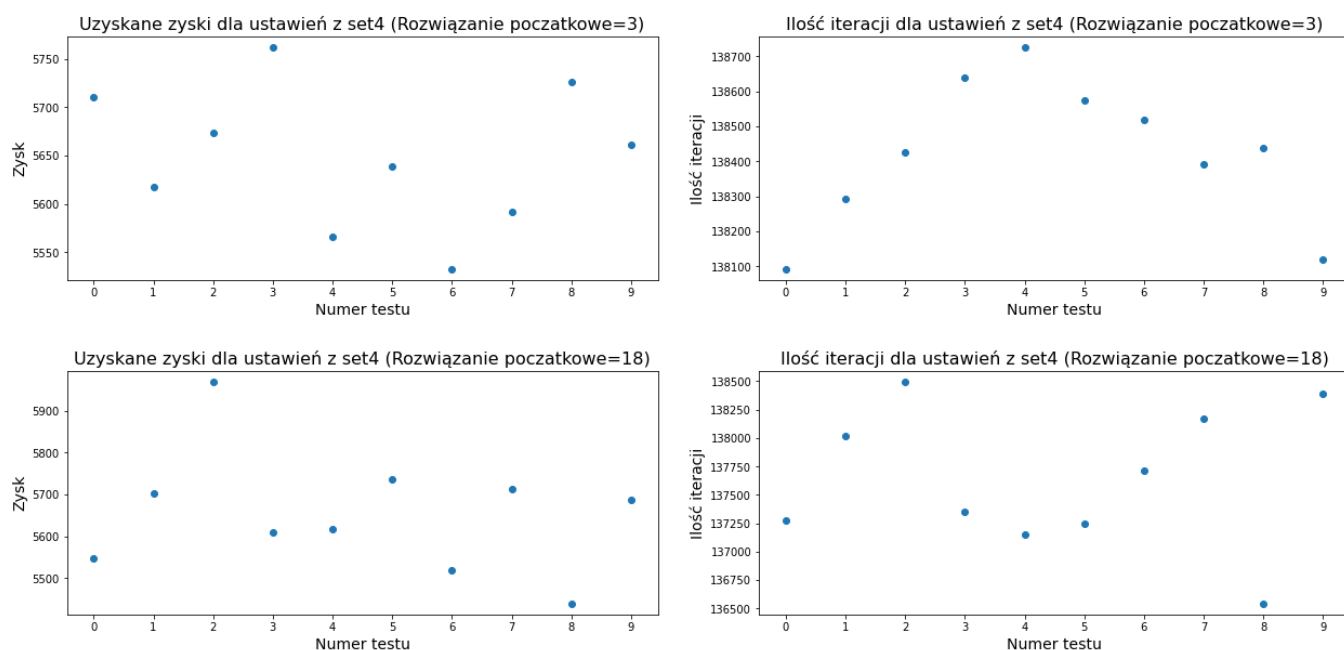 Uzyskane zyski dla ustawień z set4 (Rozwiązanie poczatkowe=3)
Zysk
5750
5700
5650
5600
5550
0 1 2 3 4 5 6 7 8 9
Numer testu
Ilość iteracji dla ustawień z set4 (Rozwiązanie poczatkowe=3)
Ilość iteracji
138700
138600
138500
138400
138300
138200
138100
0 1 2 3 4 5 6 7 8 9
Numer testu
Uzyskane zyski dla ustawień z set4 (Rozwiązanie poczatkowe=18)
Zysk
5900
5800
5700
5600
5500
0 1 2 3 4 5 6 7 8 9
Numer testu
Ilość iteracji dla ustawień z set4 (Rozwiązanie poczatkowe=18)
Ilość iteracji
138500
138250
138000
137750
137500
137250
137000
136750
136500
0 1 2 3 4 5 6 7 8 9
Numer testu